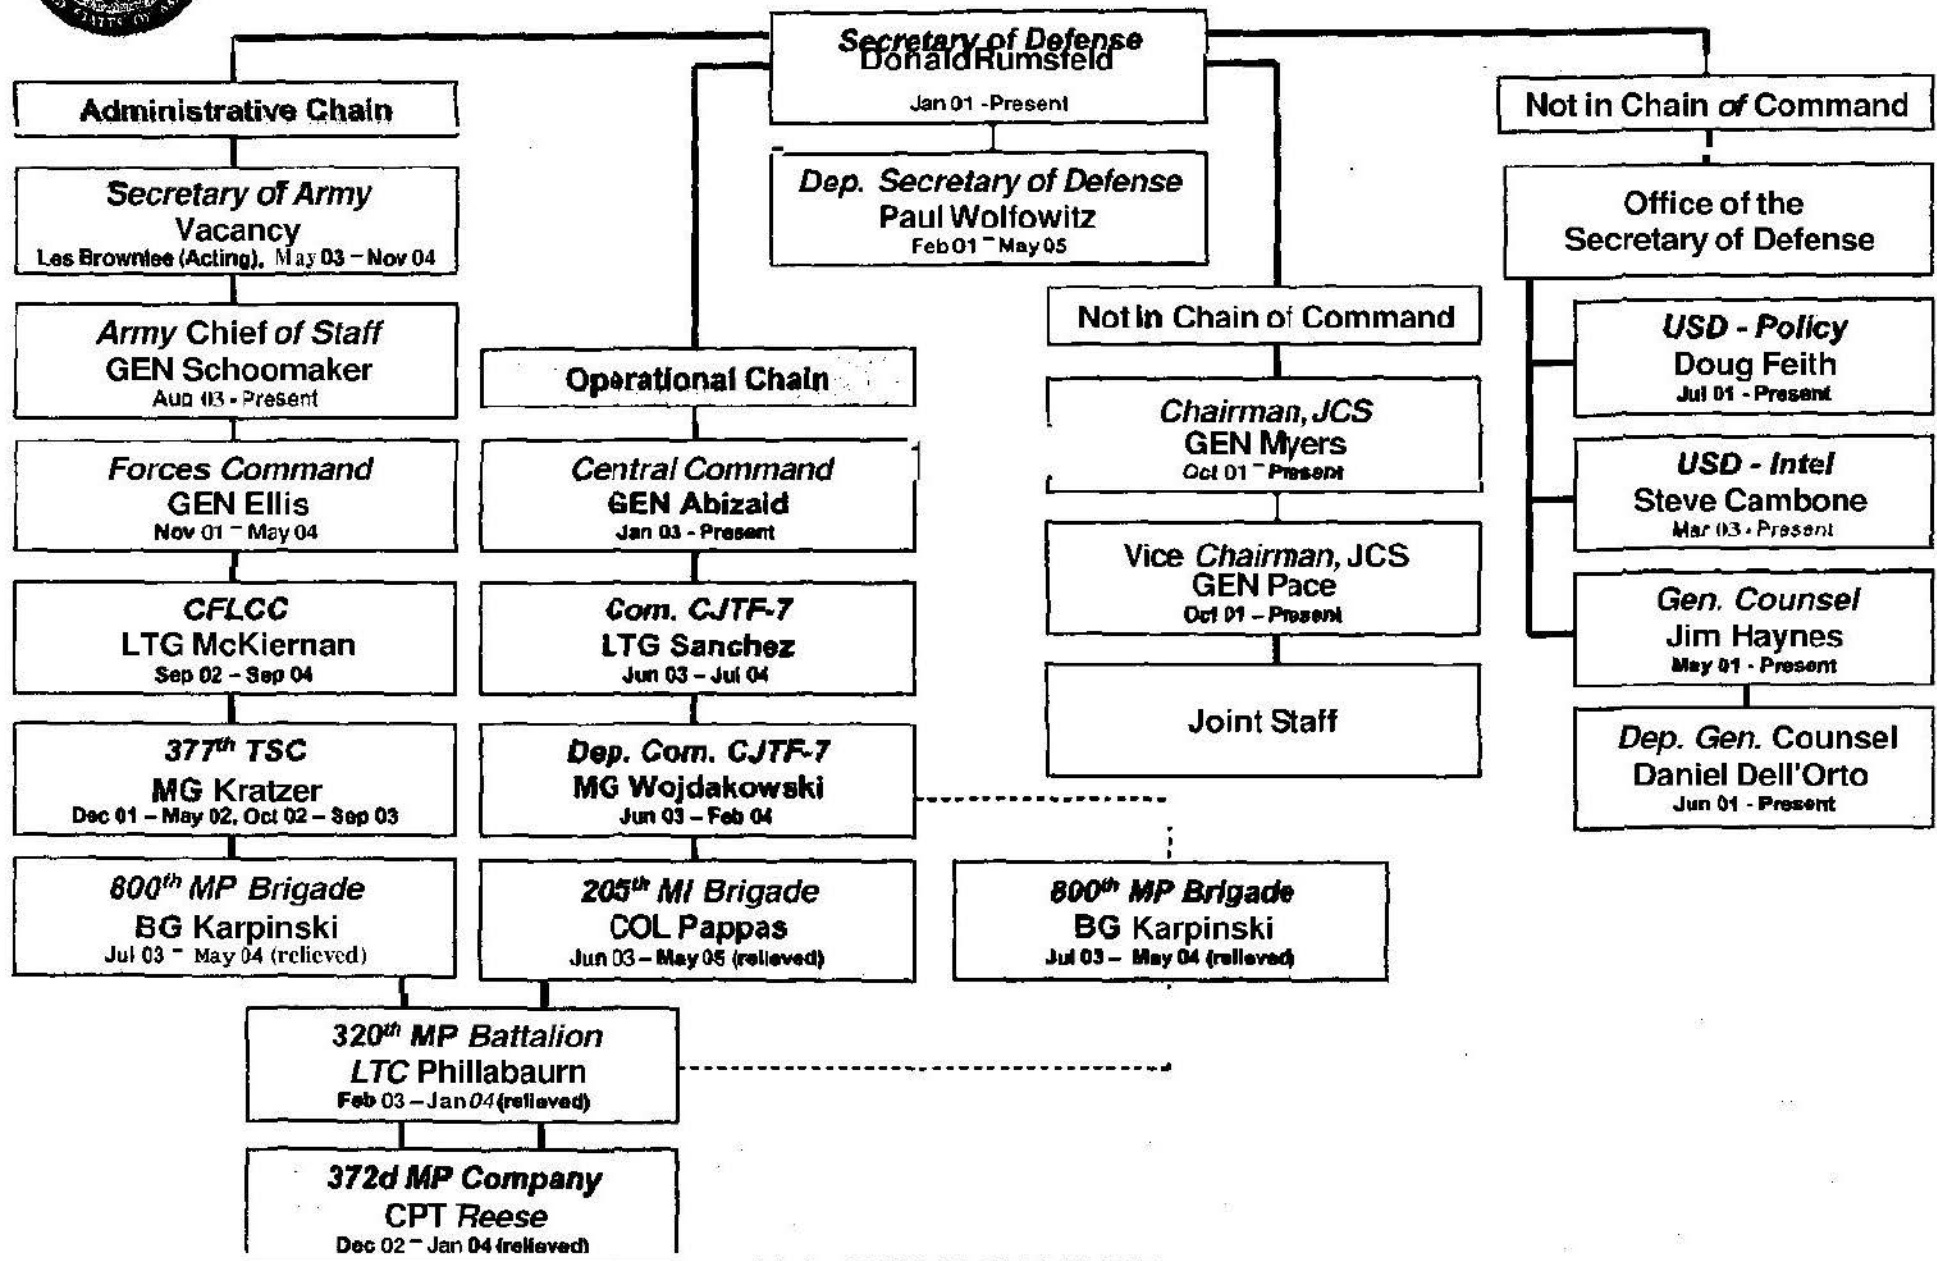 Secretary of Defense
Donald Rumsfeld
Jan 01 - Present
Administrative Chain
Not in Chain of Command
Secretary of Army
Vacancy
Les Brownlee (Acting), May 03 – Nov 04
Dep. Secretary of Defense
Paul Wolfowitz
Feb 01 – May 05
Office of the
Secretary of Defense
Army Chief of Staff
GEN Schoomaker
Aug 03 - Present
Operational Chain
Not In Chain of Command
USD - Policy
Doug Feith
Jul 01 - Present
Forces Command
GEN Ellis
Nov 01 – May 04
Central Command
GEN Abizaid
Jan 03 - Present
Chairman, JCS
GEN Myers
Oct 01 – Present
USD - Intel
Steve Cambone
Mar 03 - Present
CFLCC
LTG McKiernan
Sep 02 – Sep 04
Com. CJTF-7
LTG Sanchez
Jun 03 – Jul 04
Vice Chairman, JCS
GEN Pace
Oct 01 – Present
Gen. Counsel
Jim Haynes
May 01 - Present
377th TSC
MG Kratzer
Dec 01 – May 02, Oct 02 – Sep 03
Dep. Com. CJTF-7
MG Wojdakowski
Jun 03 – Feb 04
Joint Staff
Dep. Gen. Counsel
Daniel Dell'Orto
Jun 01 - Present
800th MP Brigade
BG Karpinski
Jul 03 – May 04 (relieved)
205th MI Brigade
COL Pappas
Jun 03 – May 05 (relieved)
800th MP Brigade
BG Karpinski
Jul 03 – May 04 (relieved)
320th MP Battalion
LTC Phillabaurn
Feb 03 – Jan 04 (relieved)
372d MP Company
CPT Reese
Dec 02 – Jan 04 (relieved)